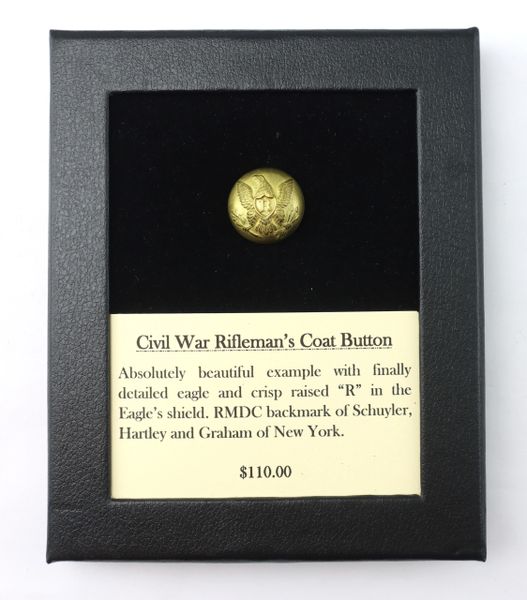 Civil War Rifleman's Coat Button
Absolutely beautiful example with finally
detailed eagle and crisp raised "R" in the
Eagle's shield. RMDC backmark of Schuyler,
Hartley and Graham of New York.
$110.00